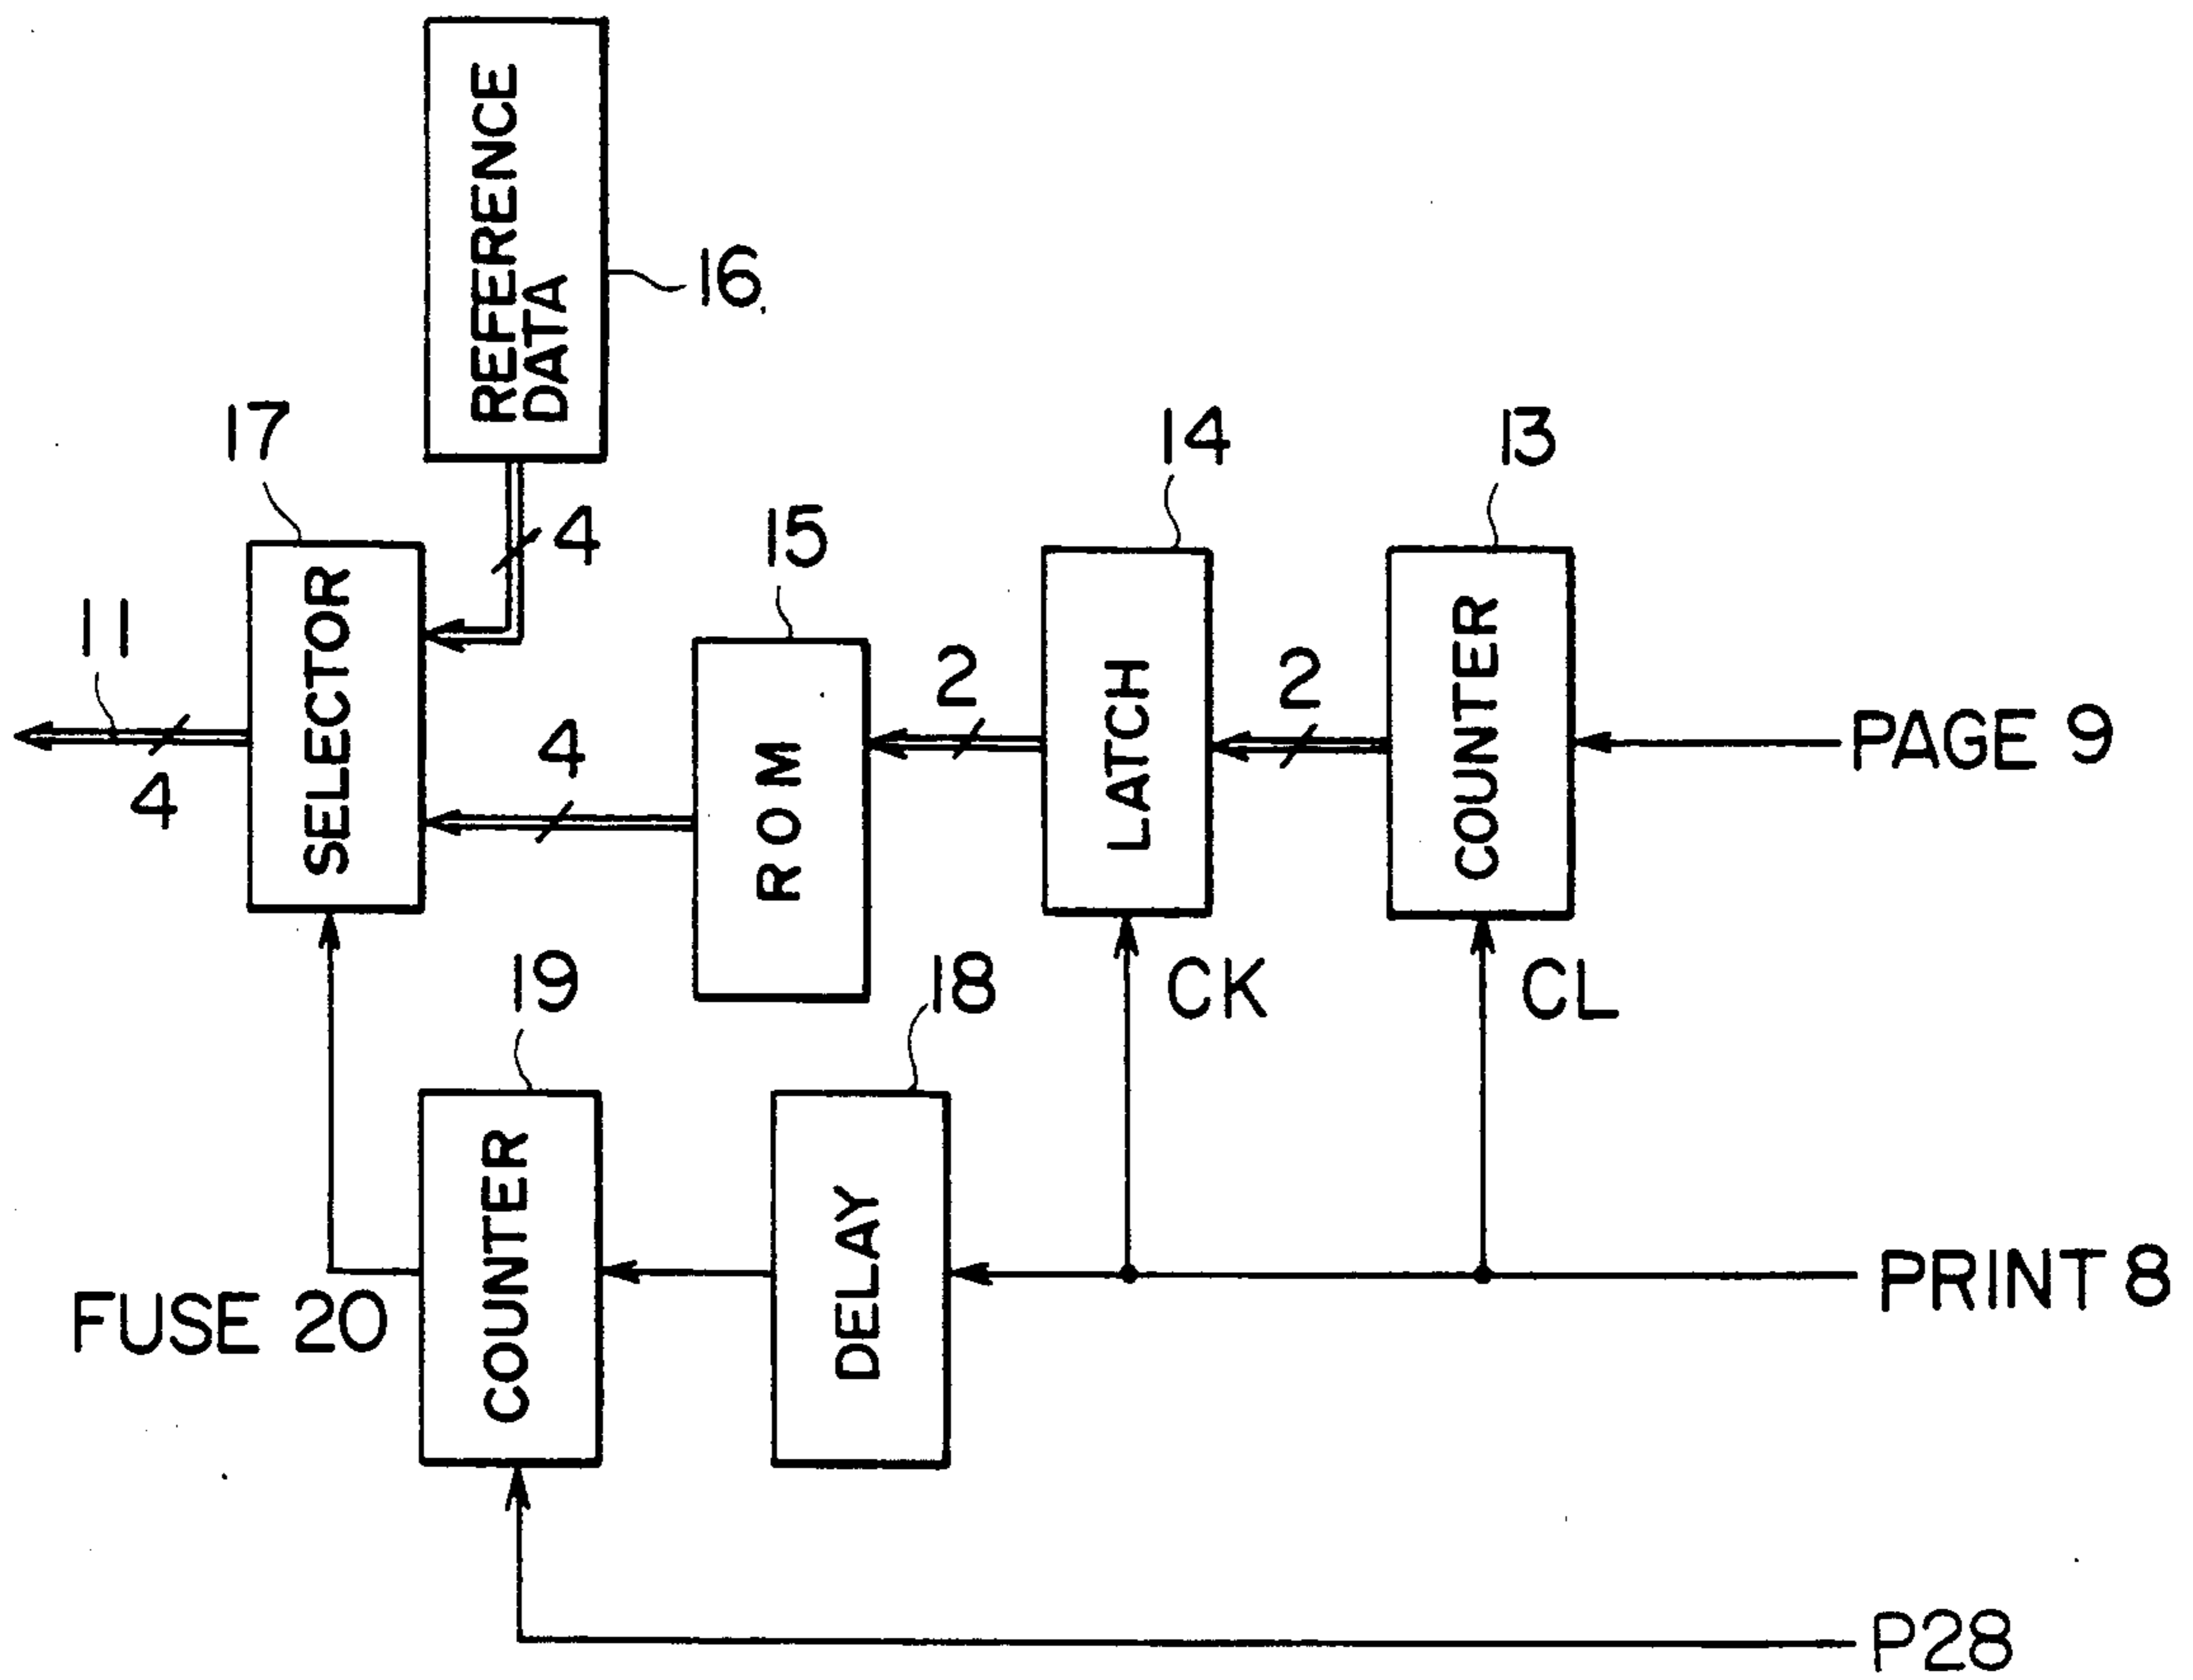 REFERENCE
DATA
16
17
4
14
13
15
11
SELECTOR
2
2
LATCH
COUNTER
PAGE 9
4
4
ROM
19
18
CK
CL
COUNTER
DELAY
PRINT 8
FUSE 20
P28